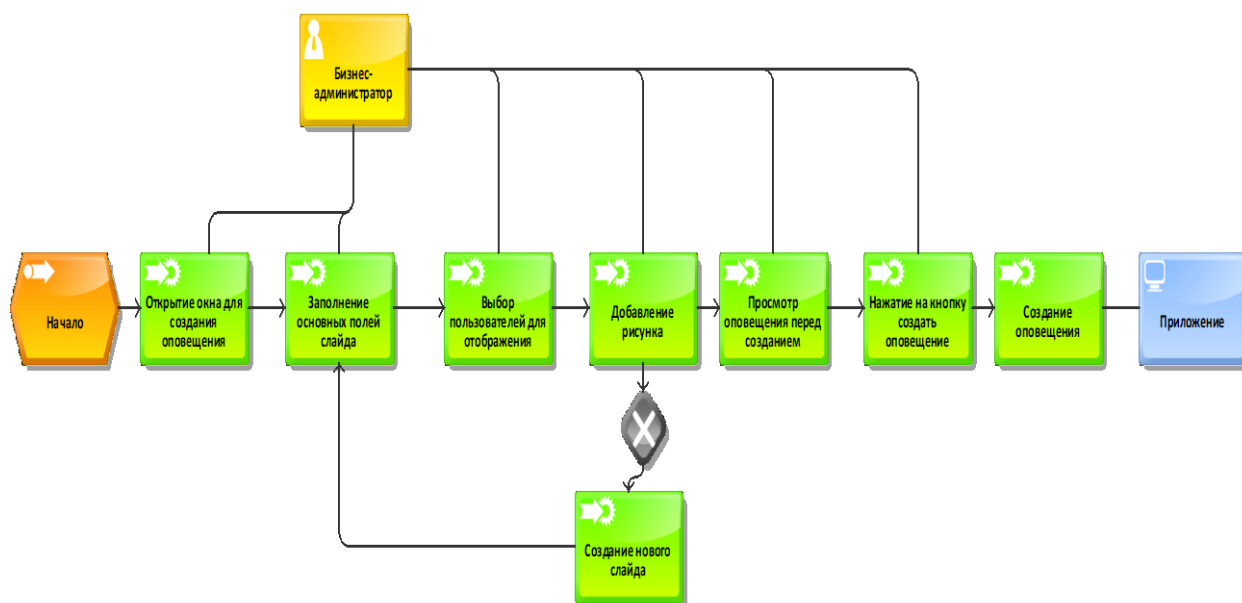 Бизнес-
администратор
Начало
Открытие окна для
создания
оповещения
Заполнение
основных полей
слайда
Выбор
пользователей для
отображения
Добавление
рисунка
Просмотр
оповещения перед
созданием
Нажатие на кнопку
создать
оповещение
Создание
оповещения
Приложение
X
Создание нового
слайда